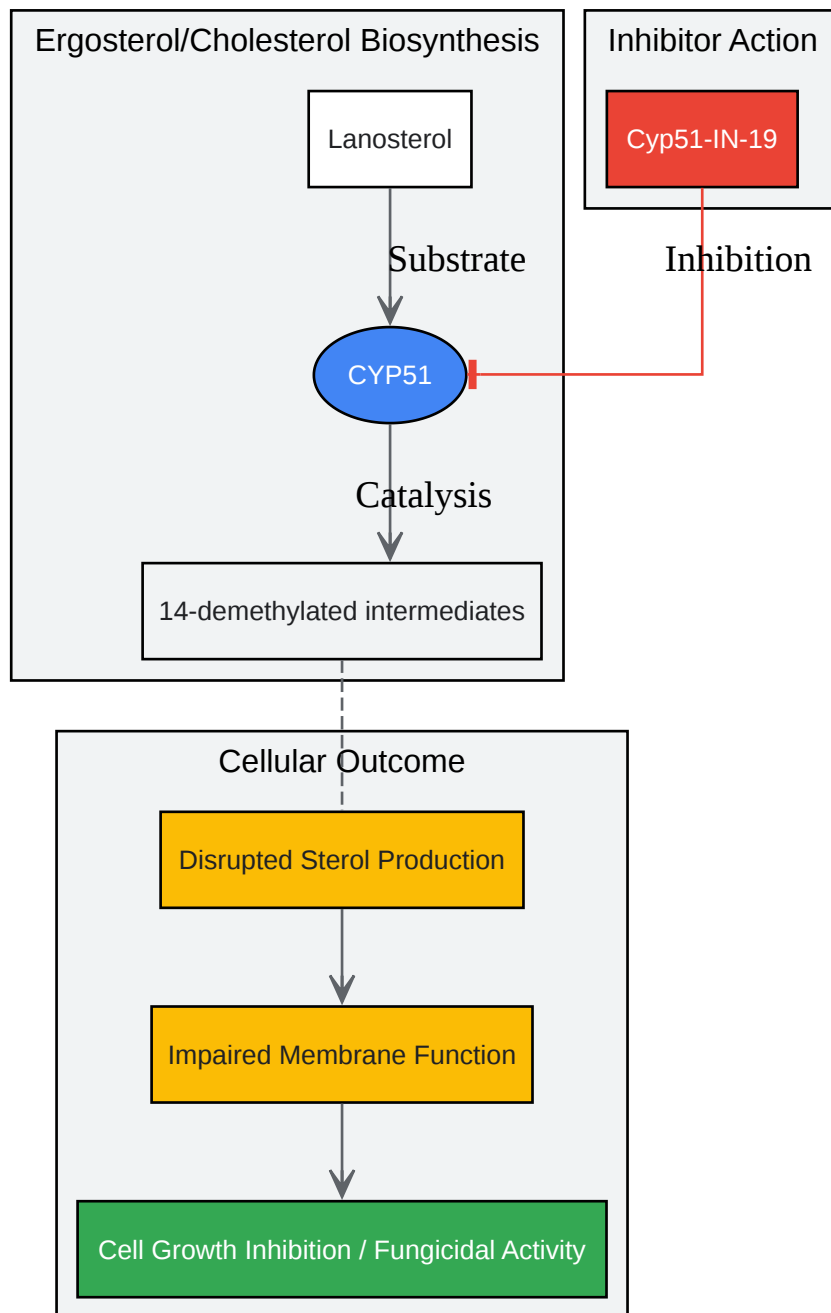 Ergosterol/Cholesterol Biosynthesis
Inhibitor Action
Lanosterol
Cyp51-IN-19
Substrate
Inhibition
CYP51
Catalysis
14-demethylated intermediates
Cellular Outcome
Disrupted Sterol Production
Impaired Membrane Function
Cell Growth Inhibition / Fungicidal Activity